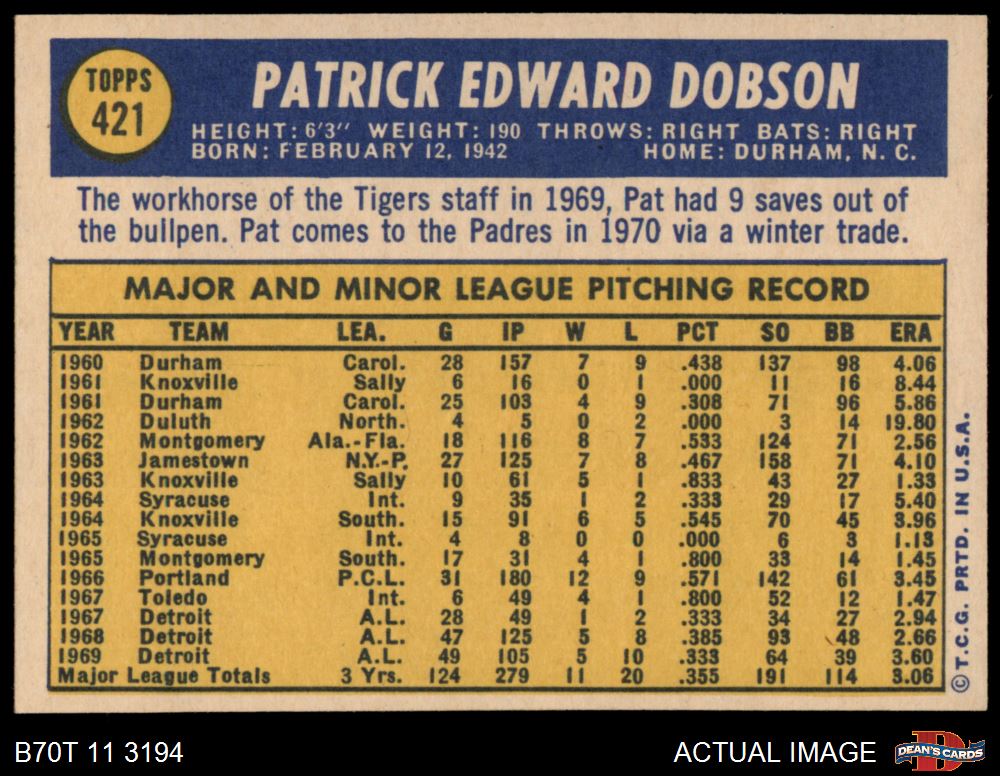 TOPPS
421
PATRICK EDWARD DOBSON
HEIGHT: 6'3" WEIGHT: 190 THROWS: RIGHT BATS: RIGHT
BORN: FEBRUARY 12, 1942 HOME: DURHAM, N. C.
The workhorse of the Tigers staff in 1969, Pat had 9 saves out of
the bullpen. Pat comes to the Padres in 1970 via a winter trade.
MAJOR AND MINOR LEAGUE PITCHING RECORD
YEAR TEAM LEA. G IP W L PCT SO BB ERA
1960 Durham Carol. 28 157 7 9 .438 137 98 4.06
1961 Knoxville Sally 6 16 0 1 .000 11 16 8.44
1961 Durham Carol. 25 103 4 9 .308 71 96 5.86
1962 Duluth North. 4 5 0 2 .000 3 14 19.80
1962 Montgomery Ala.-Fla. 18 116 8 7 .533 124 71 2.56
1963 Jamestown N.Y.-P. 27 125 7 8 .467 158 71 4.10
1963 Knoxville Sally 10 61 5 1 .833 43 27 1.33
1964 Syracuse Int. 9 35 1 2 .333 29 17 5.40
1964 Knoxville South. 15 91 6 5 .545 70 45 3.96
1965 Syracuse Int. 4 8 0 0 .000 6 3 1.13
1965 Montgomery South. 17 31 4 1 .800 33 14 1.45
1966 Portland P.C.L. 31 180 12 9 .571 142 61 3.45
1967 Toledo Int. 6 49 4 1 .800 52 12 1.47
1967 Detroit A.L. 28 49 1 2 .333 34 27 2.94
1968 Detroit A.L. 47 125 5 8 .385 93 48 2.66
1969 Detroit A.L. 49 105 5 10 .333 64 39 3.60
Major League Totals 3 Yrs. 124 279 11 20 .355 191 114 3.06
©T.C.G. PRTD. IN U.S.A.
B70T 11 3194 ACTUAL IMAGE
DEAN'S CARDS